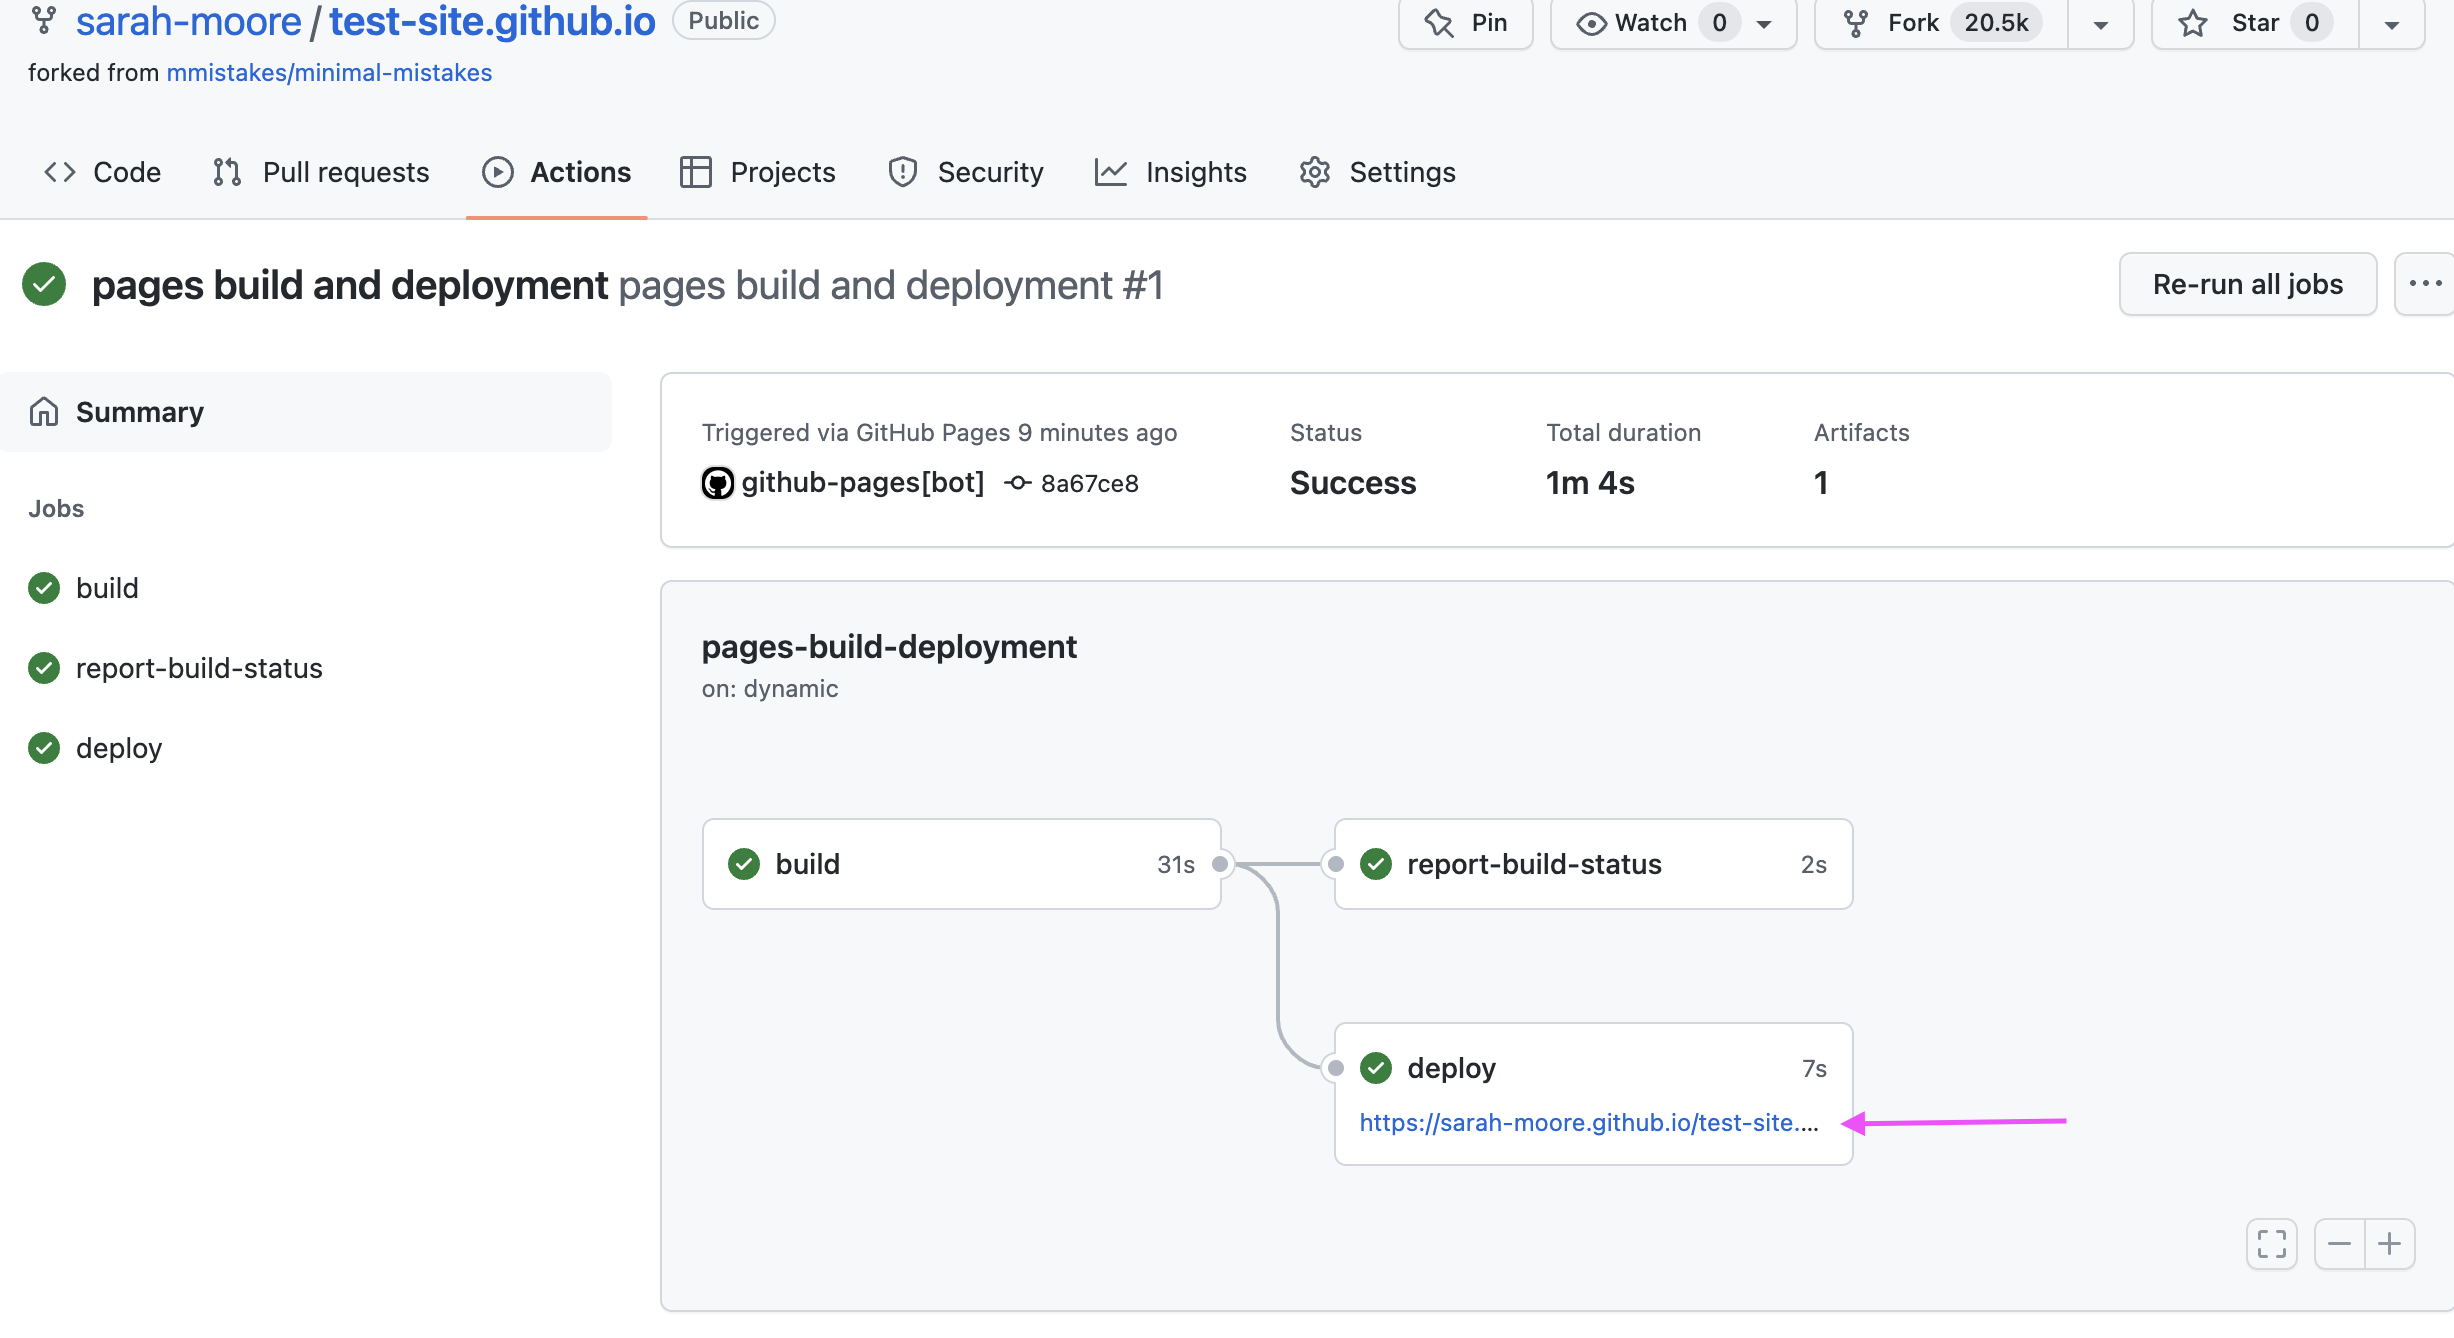 sarah-moore / test-site.github.io Public
Pin
Watch 0
Fork 20.5k
Star 0
forked from mmistakes/minimal-mistakes
Code
Pull requests
Actions
Projects
Security
Insights
Settings
pages build and deployment pages build and deployment #1
Re-run all jobs
Summary
Jobs
build
report-build-status
deploy
Triggered via GitHub Pages 9 minutes ago
github-pages[bot] 8a67ce8
Status
Success
Total duration
1m 4s
Artifacts
1
pages-build-deployment
on: dynamic
build 31s
report-build-status 2s
deploy 7s
https://sarah-moore.github.io/test-site....